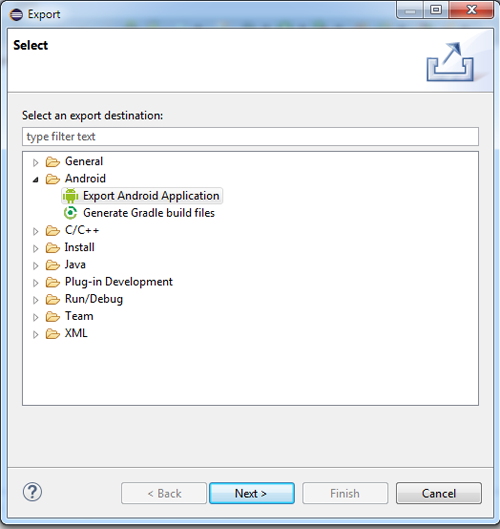 Export
Select
Select an export destination:
type filter text
General
Android
Export Android Application
Generate Gradle build files
C/C++
Install
Java
Plug-in Development
Run/Debug
Team
XML
?
< Back
Next >
Finish
Cancel